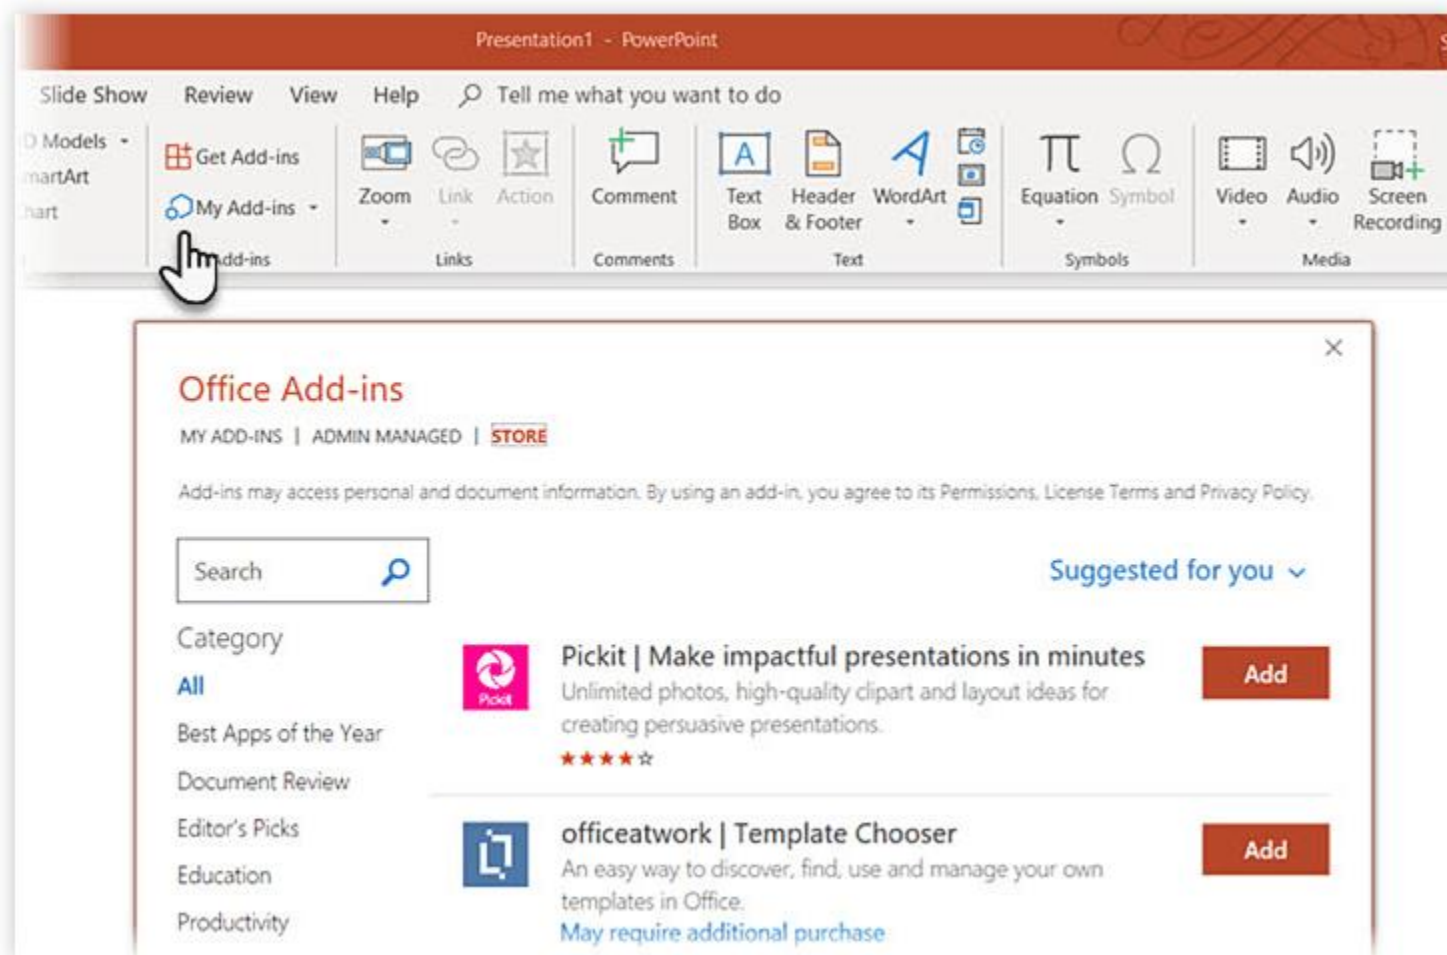 Presentation1 - PowerPoint
Slide Show Review View Help Tell me what you want to do
Models
Get Add-ins
My Add-ins
Zoom
Link
Action
Comment
Text Box
Header & Footer
WordArt
Equation
Symbol
Video
Audio
Screen Recording
Links
Comments
Text
Symbols
Media
Office Add-ins
MY ADD-INS | ADMIN MANAGED | STORE
Add-ins may access personal and document information. By using an add-in, you agree to its Permissions, License Terms and Privacy Policy.
Search
Suggested for you
Category
All
Best Apps of the Year
Document Review
Editor's Picks
Education
Productivity
Pickit
Pickit | Make impactful presentations in minutes
Unlimited photos, high-quality clipart and layout ideas for
creating persuasive presentations.
Add
officeatwork | Template Chooser
An easy way to discover, find, use and manage your own
templates in Office.
May require additional purchase
Add